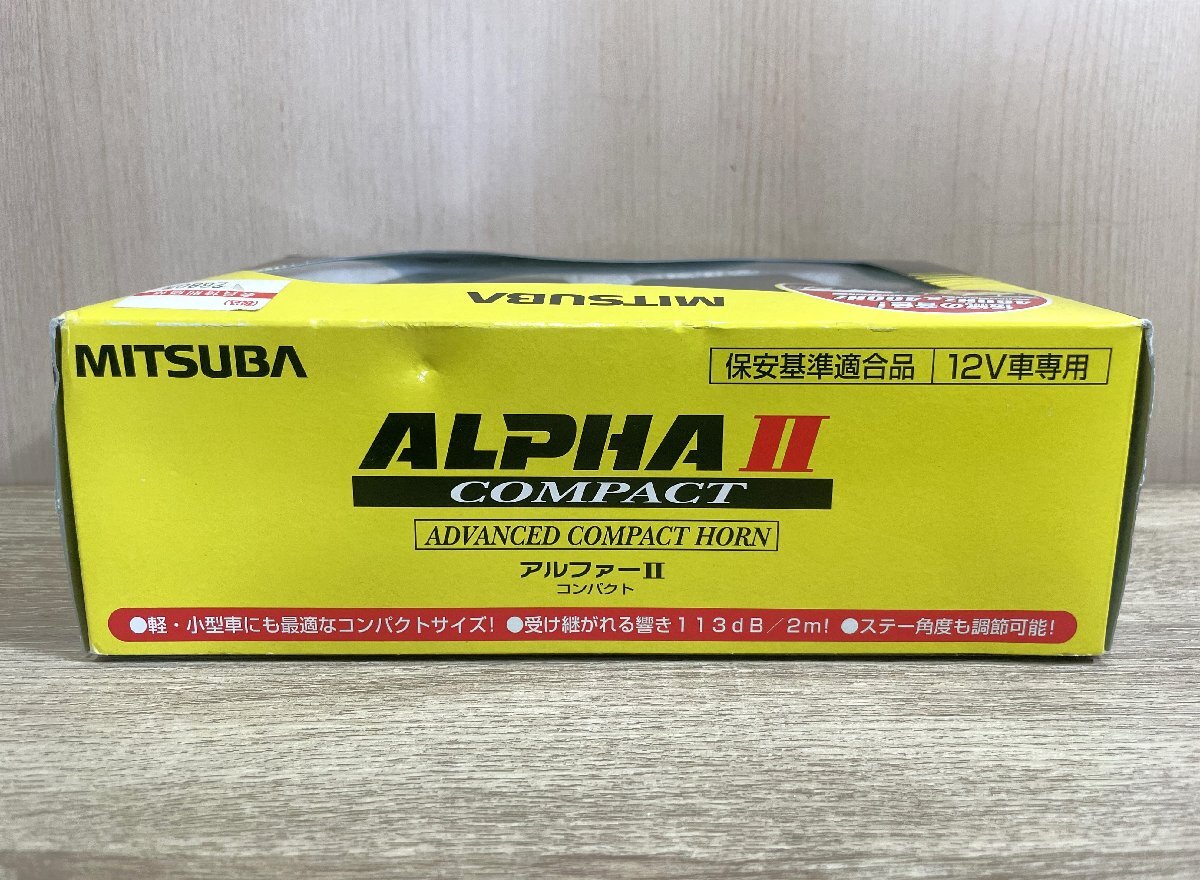 MITSUBA
MITSUBA
保安基準適合品 12V車専用
ALPHA II
COMPACT
ADVANCED COMPACT HORN
アルファーII
コンパクト
●軽・小型車にも最適なコンパクトサイズ! ●受け継がれる響き113dB/2m! ●ステー角度も調節可能!